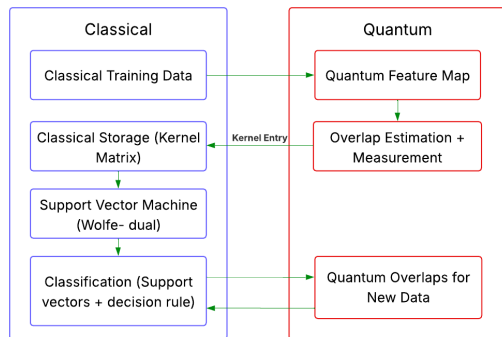 Classical
Quantum
Classical Training Data
Quantum Feature Map
Classical Storage (Kernel
Matrix)
Kernel Entry
Overlap Estimation +
Measurement
Support Vector Machine
(Wolfe- dual)
Classification (Support
vectors + decision rule)
Quantum Overlaps for
New Data